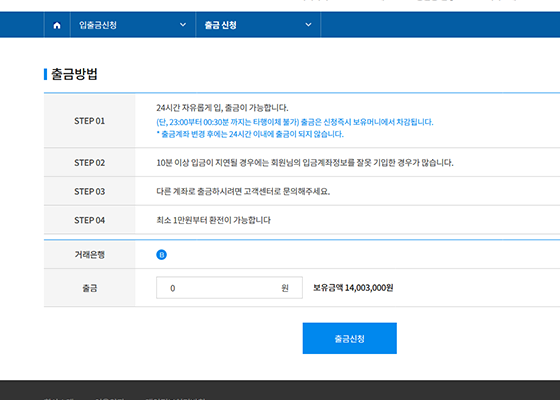 입출금신청
출금 신청
출금방법
STEP 01
24시간 자유롭게 입, 출금이 가능합니다.
(단, 23:00부터 00:30분 까지는 타행이체 불가) 출금은 신청즉시 보유머니에서 차감됩니다.
* 출금계좌 변경 후에는 24시간 이내에 출금이 되지 않습니다.
STEP 02
10분 이상 입금이 지연될 경우에는 회원님의 입금계좌정보를 잘못 기입한 경우가 많습니다.
STEP 03
다른 계좌로 출금하시려면 고객센터로 문의해주세요.
STEP 04
최소 1만원부터 환전이 가능합니다
거래은행
B
출금
0 원 보유금액 14,003,000원
출금신청